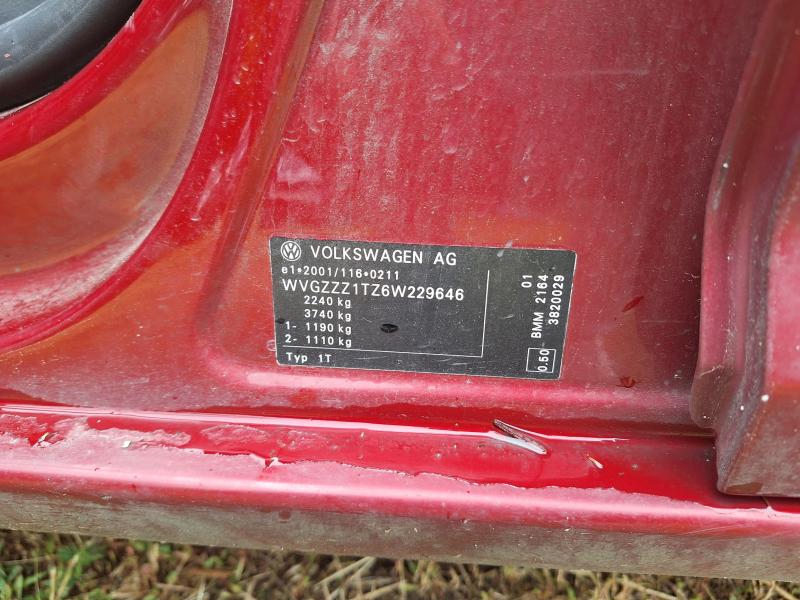 VOLKSWAGEN AG
e1*2001/116*0211
WVGZZZ1TZ6W229646
2240 kg
3740 kg
1- 1190 kg
2- 1110 kg
Typ 1T
0.50
01
BMM 2164
3820029